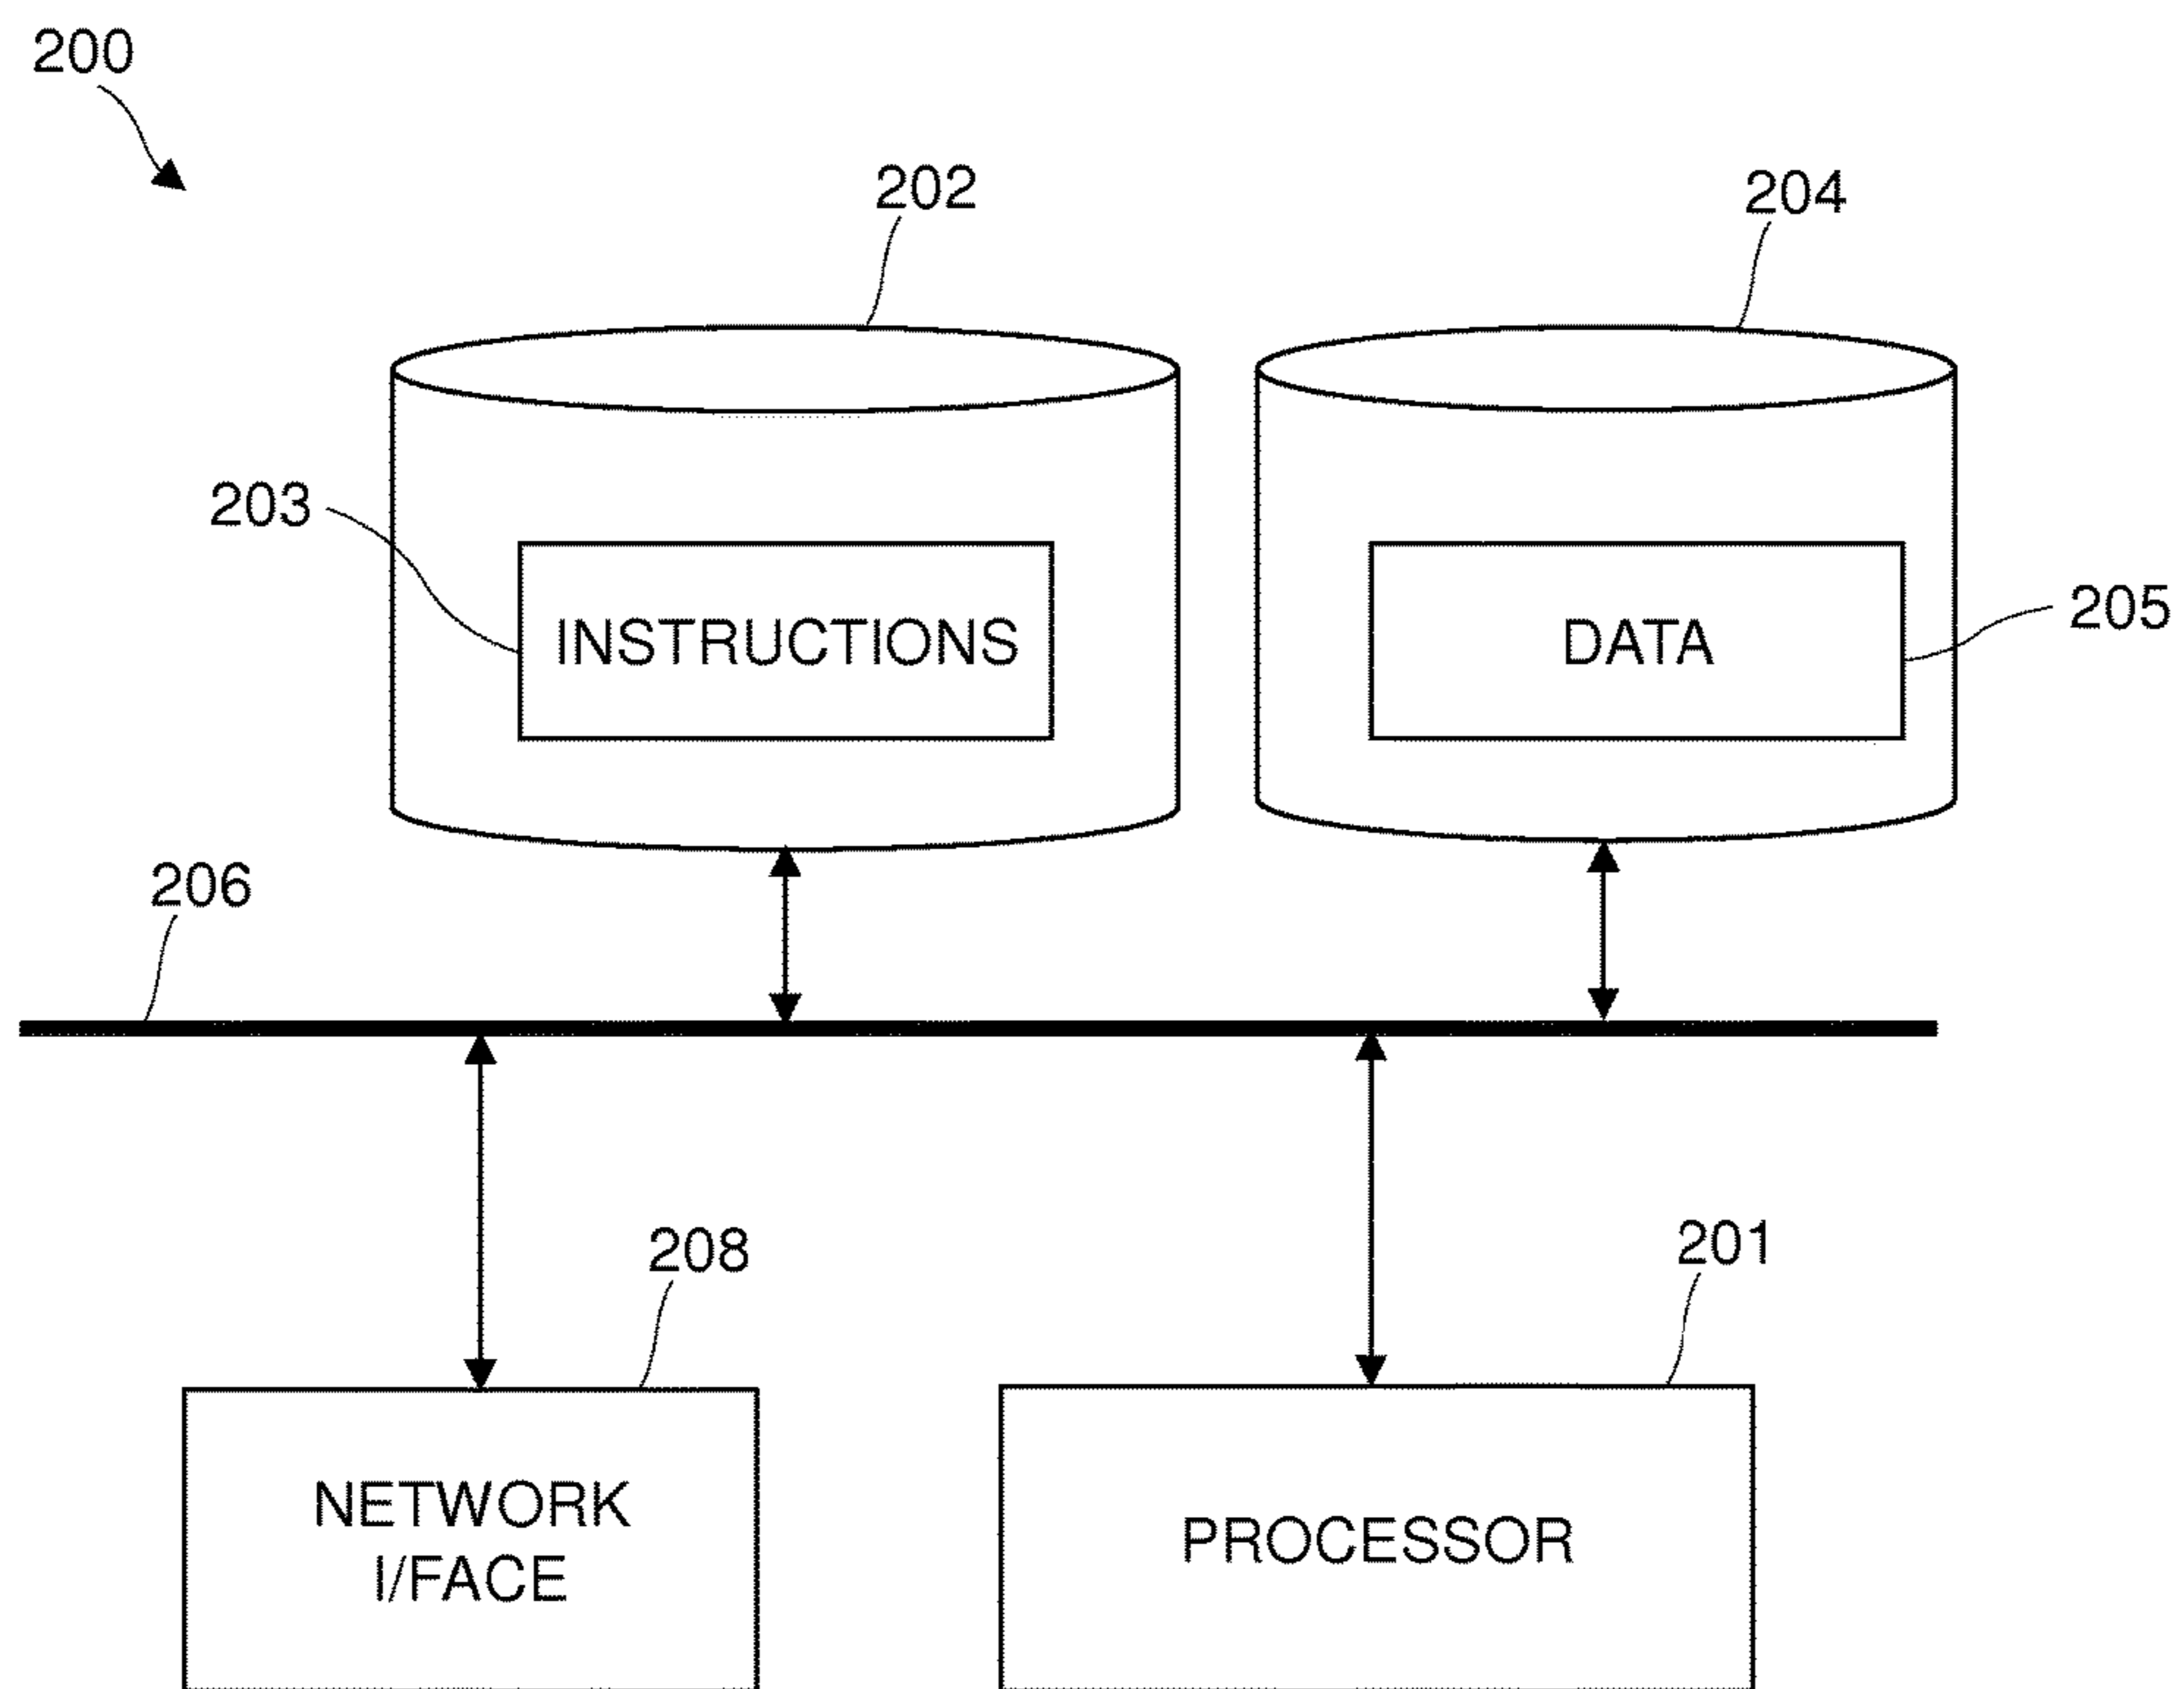 200
202
204
203
INSTRUCTIONS
DATA
205
206
208
201
NETWORK
I/FACE
PROCESSOR